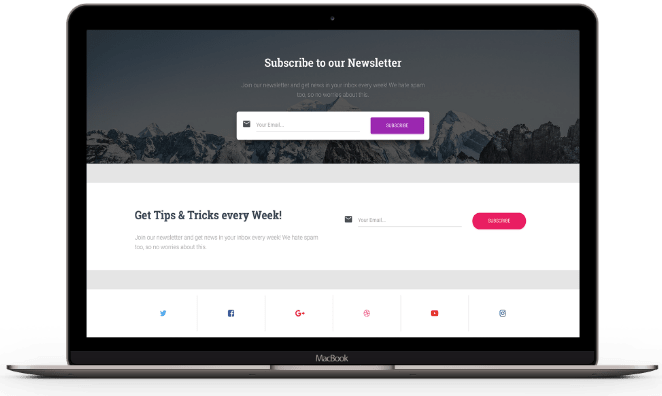 Subscribe to our Newsletter
Join our newsletter and get news in your inbox every week! We hate spam
too, so no worries about this.
Your Email...
SUBSCRIBE
Get Tips & Tricks every Week!
Your Email...
SUBSCRIBE
Join our newsletter and get news in your inbox every week! We hate spam
too, so no worries about this.
G+
MacBook